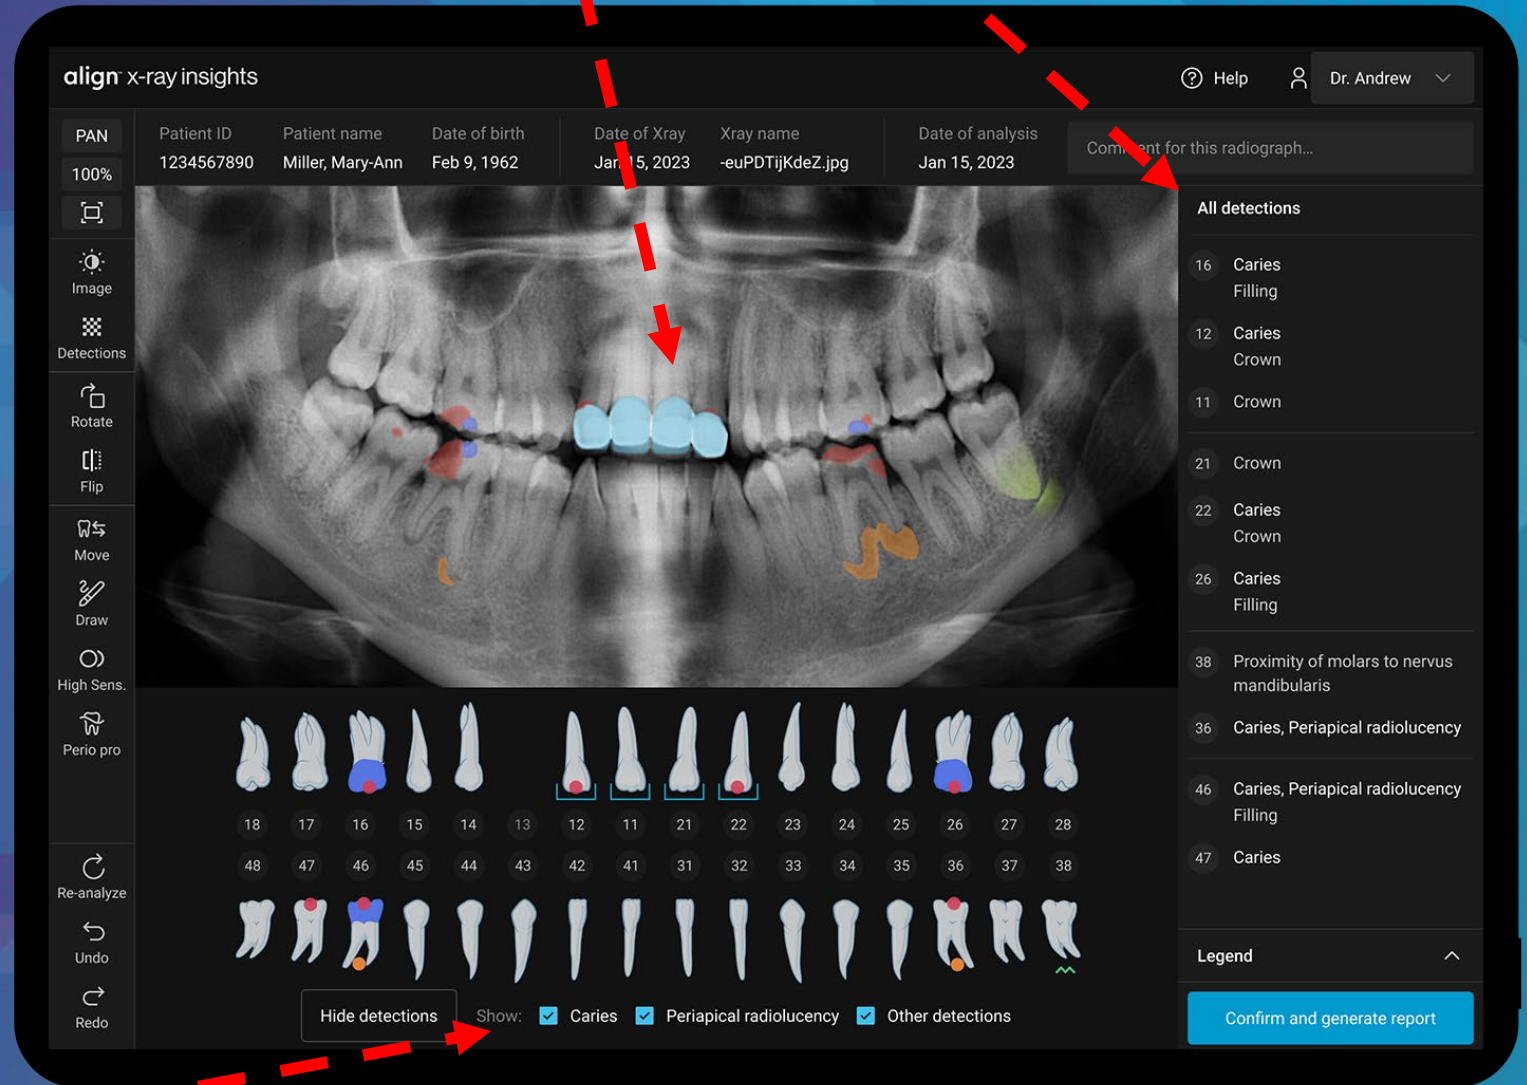 align™ x-ray insights
Help
Dr. Andrew
PAN
100%
Patient ID
1234567890
Patient name
Miller, Mary-Ann
Date of birth
Feb 9, 1962
Date of Xray
Jan 15, 2023
Xray name
-euPDTijKdeZ.jpg
Date of analysis
Jan 15, 2023
Comment for this radiograph...
Image
Detections
Rotate
Flip
Move
Draw
High Sens.
Perio pro
Re-analyze
Undo
Redo
18 17 16 15 14 13 12 11 21 22 23 24 25 26 27 28
48 47 46 45 44 43 42 41 31 32 33 34 35 36 37 38
Hide detections
Show:
Caries
Periapical radiolucency
Other detections
All detections
16 Caries
Filling
12 Caries
Crown
11 Crown
21 Crown
22 Caries
Crown
26 Caries
Filling
38 Proximity of molars to nervus
mandibularis
36 Caries, Periapical radiolucency
46 Caries, Periapical radiolucency
Filling
47 Caries
Legend
Confirm and generate report